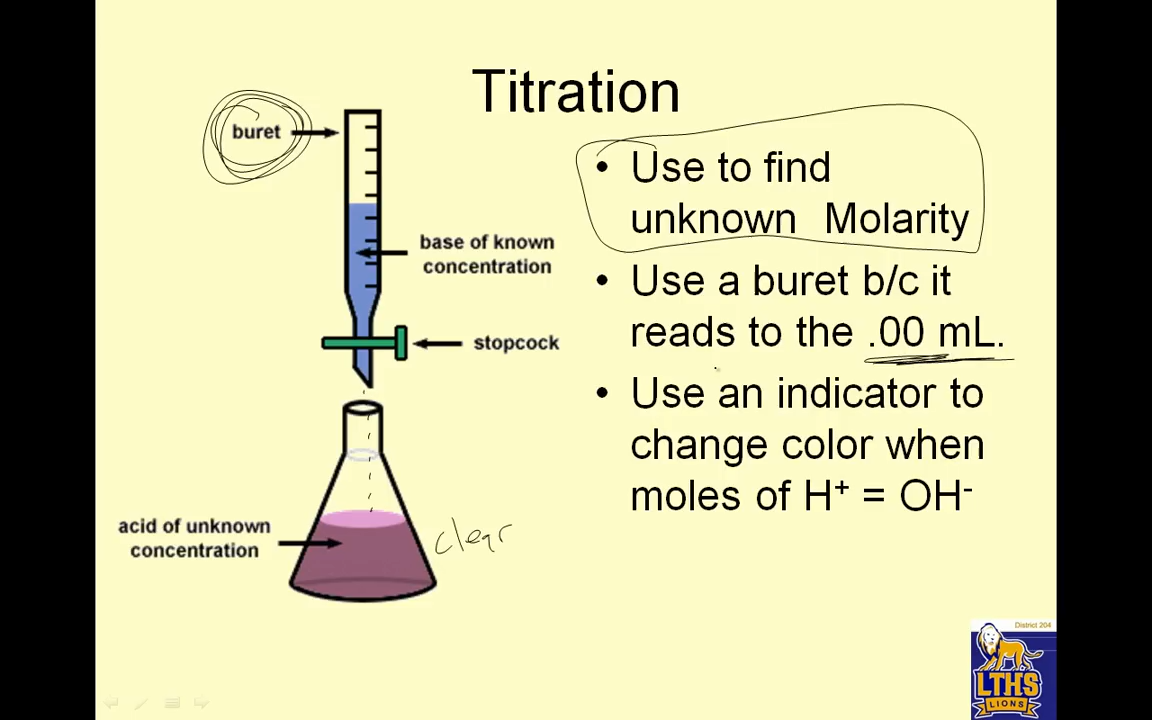 Titration
buret
• Use to find
unknown Molarity
base of known
concentration
• Use a buret b/c it
reads to the .00 mL.
stopcock
• Use an indicator to
change color when
moles of H⁺ = OH⁻
acid of unknown
concentration
clear
District 204
LTHS
LIONS